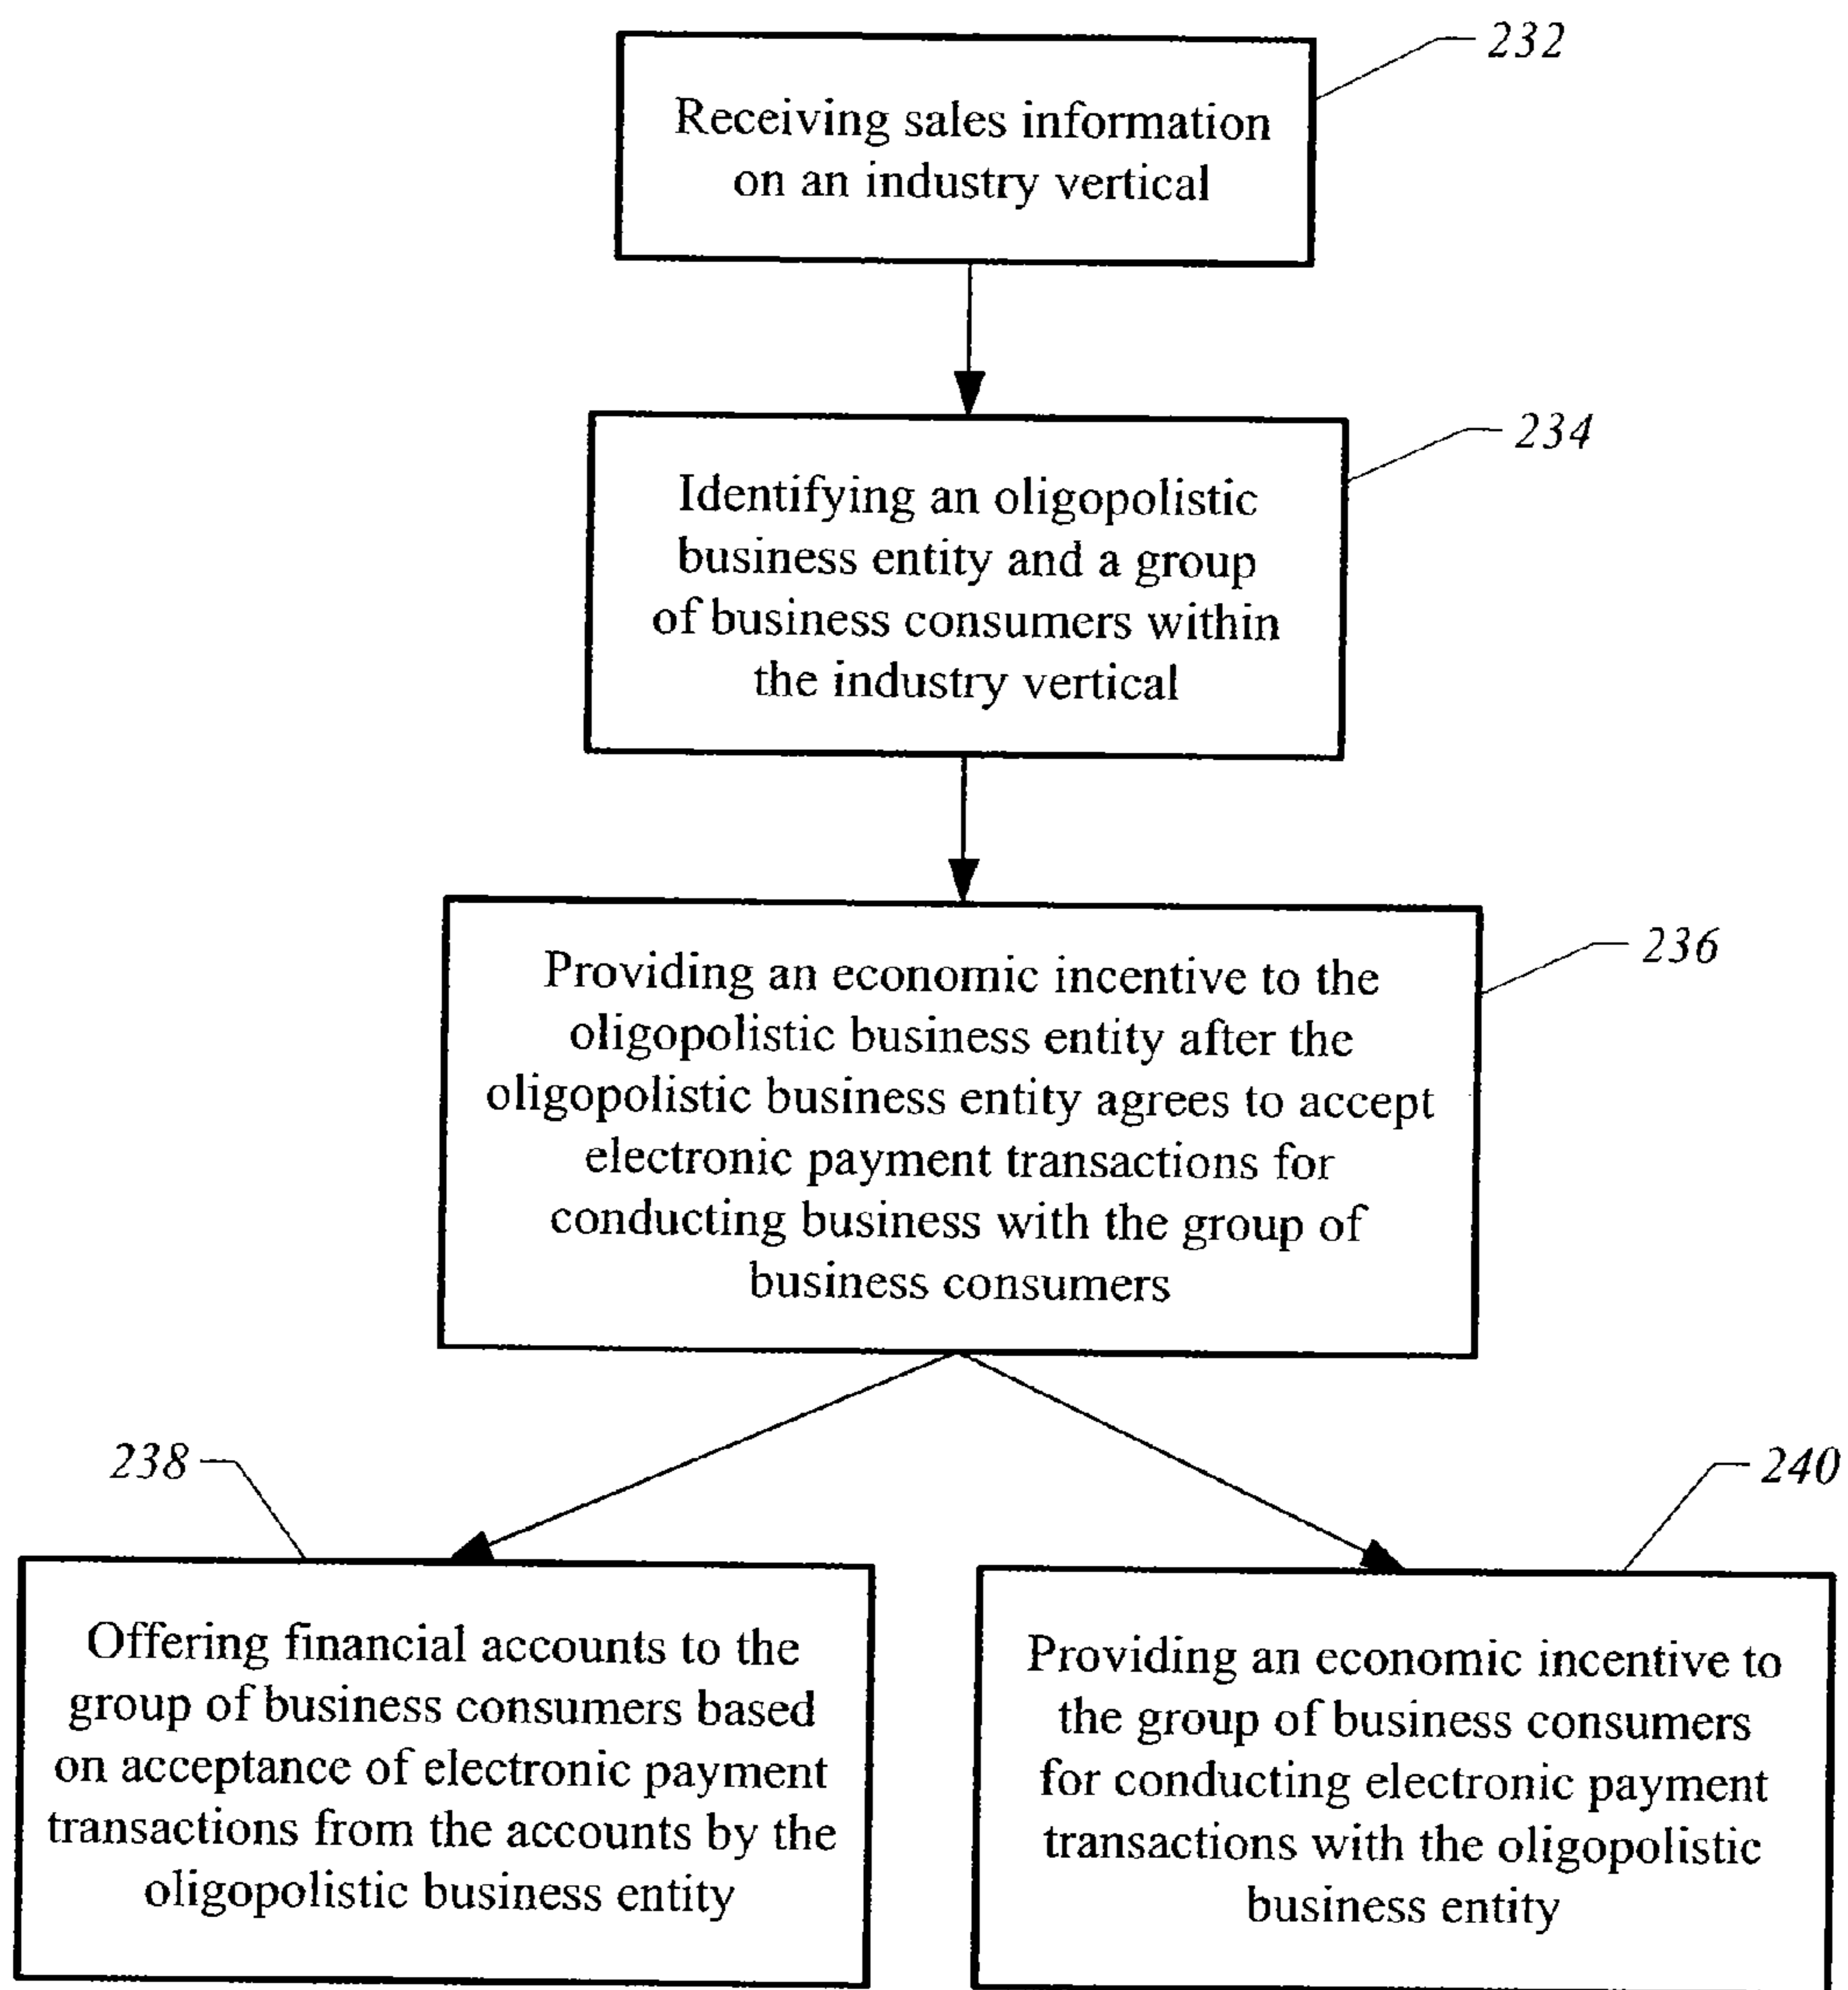 232
Receiving sales information
on an industry vertical
234
Identifying an oligopolistic
business entity and a group
of business consumers within
the industry vertical
236
Providing an economic incentive to the
oligopolistic business entity after the
oligopolistic business entity agrees to accept
electronic payment transactions for
conducting business with the group of
business consumers
238
Offering financial accounts to the
group of business consumers based
on acceptance of electronic payment
transactions from the accounts by the
oligopolistic business entity
240
Providing an economic incentive to
the group of business consumers
for conducting electronic payment
transactions with the oligopolistic
business entity